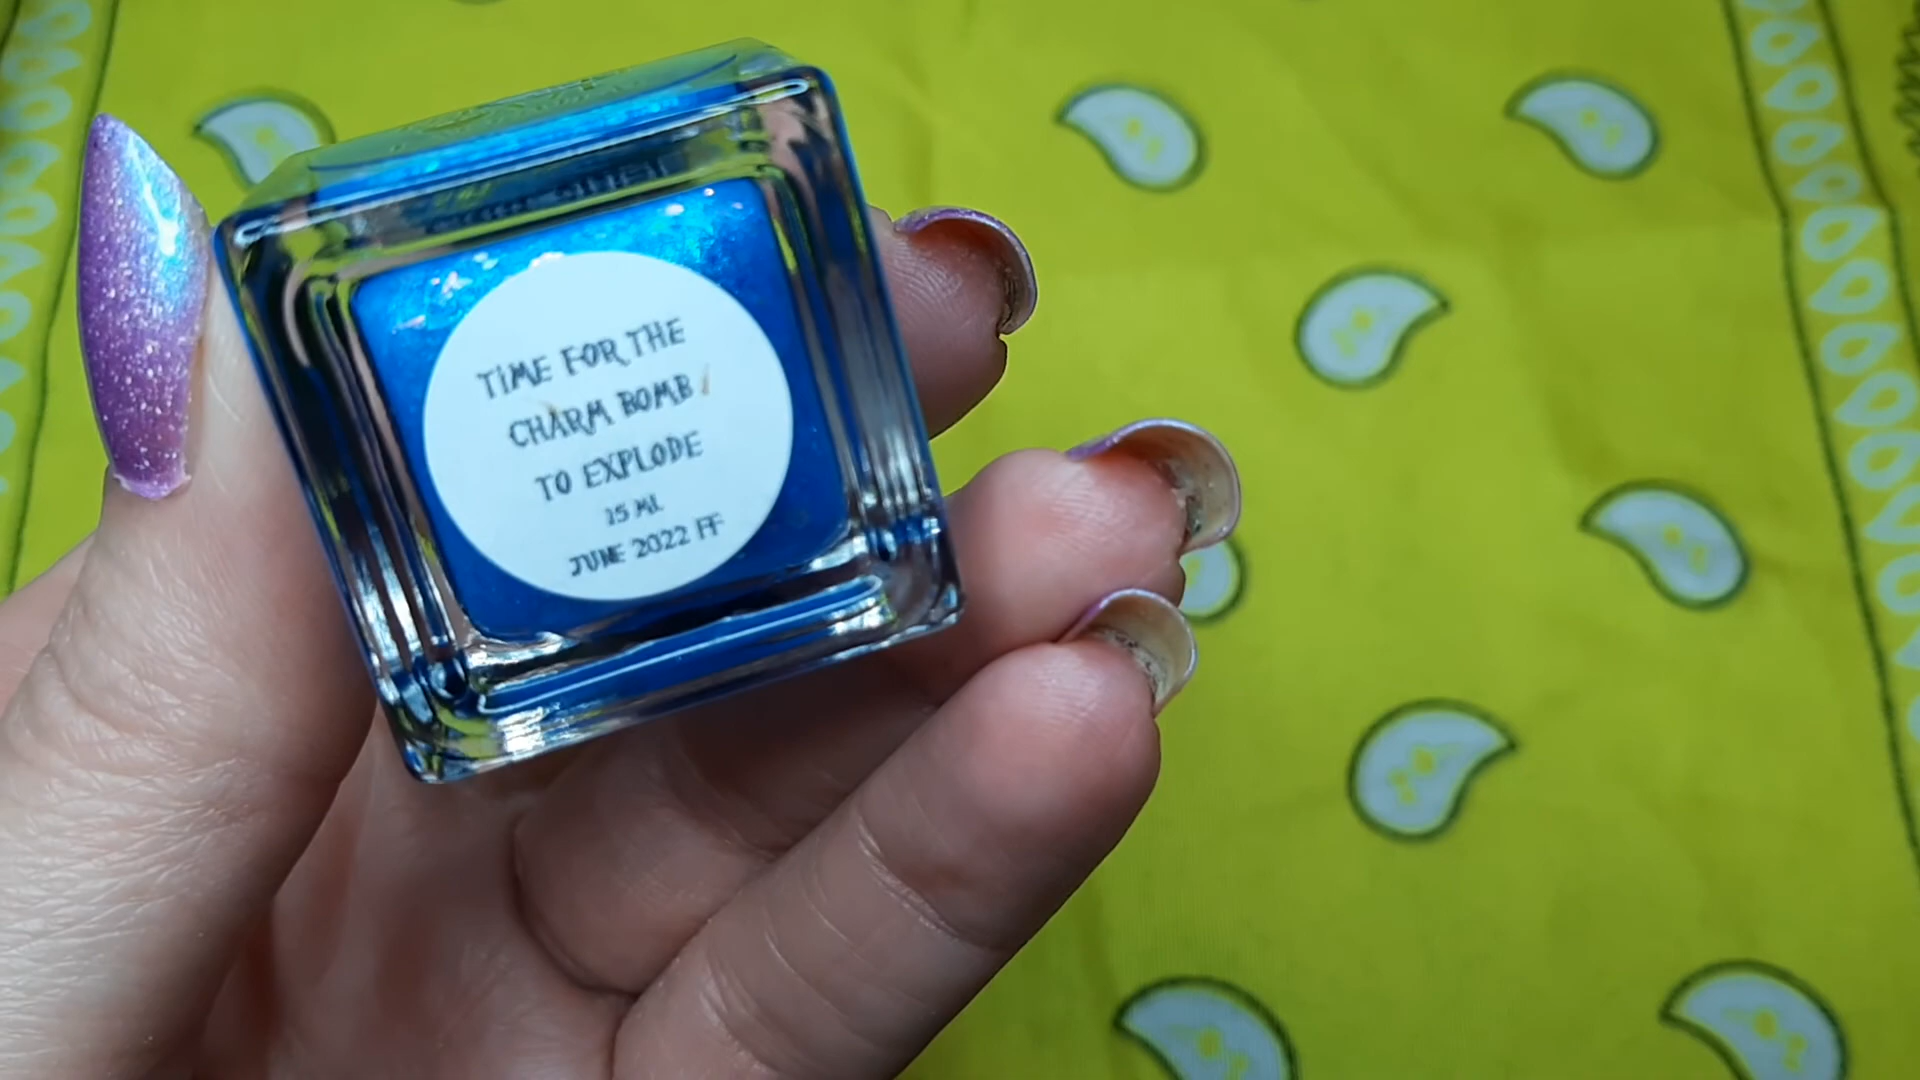 TIME FOR THE
CHARM BOMB
TO EXPLODE
15 ML
JUNE 2022 FF